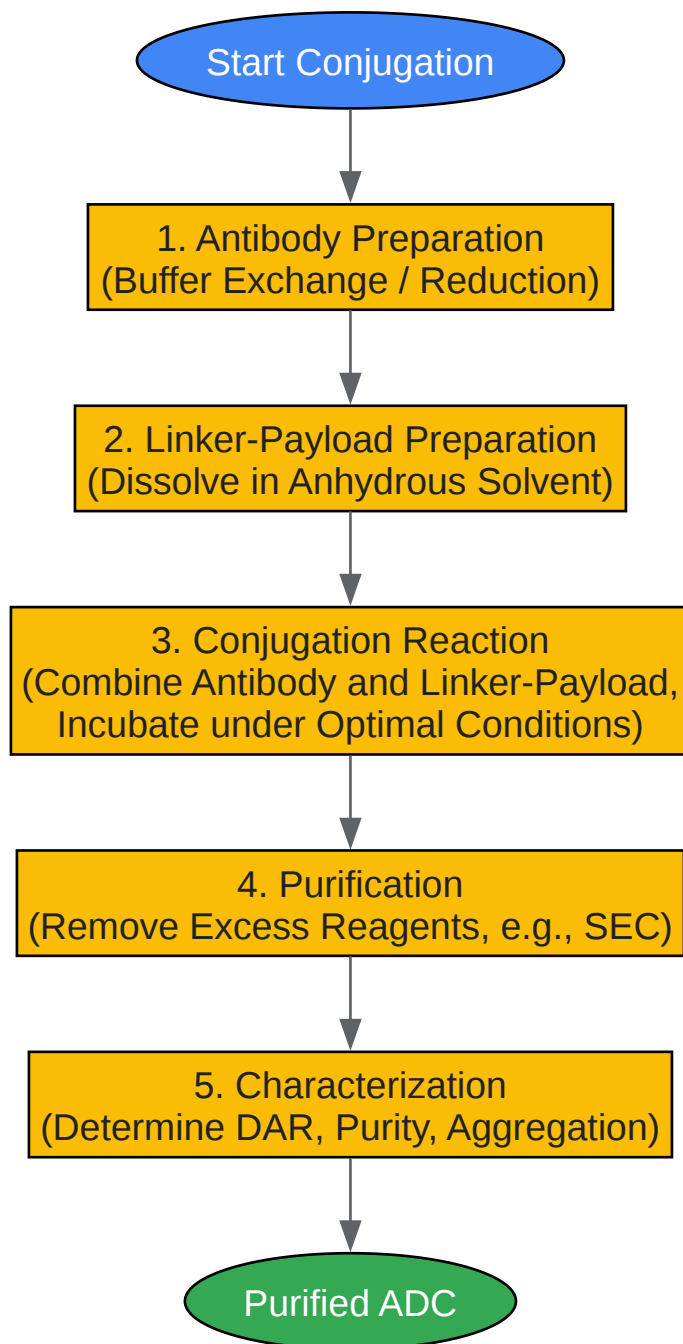 Start Conjugation
1. Antibody Preparation
(Buffer Exchange / Reduction)
2. Linker-Payload Preparation
(Dissolve in Anhydrous Solvent)
3. Conjugation Reaction
(Combine Antibody and Linker-Payload,
Incubate under Optimal Conditions)
4. Purification
(Remove Excess Reagents, e.g., SEC)
5. Characterization
(Determine DAR, Purity, Aggregation)
Purified ADC